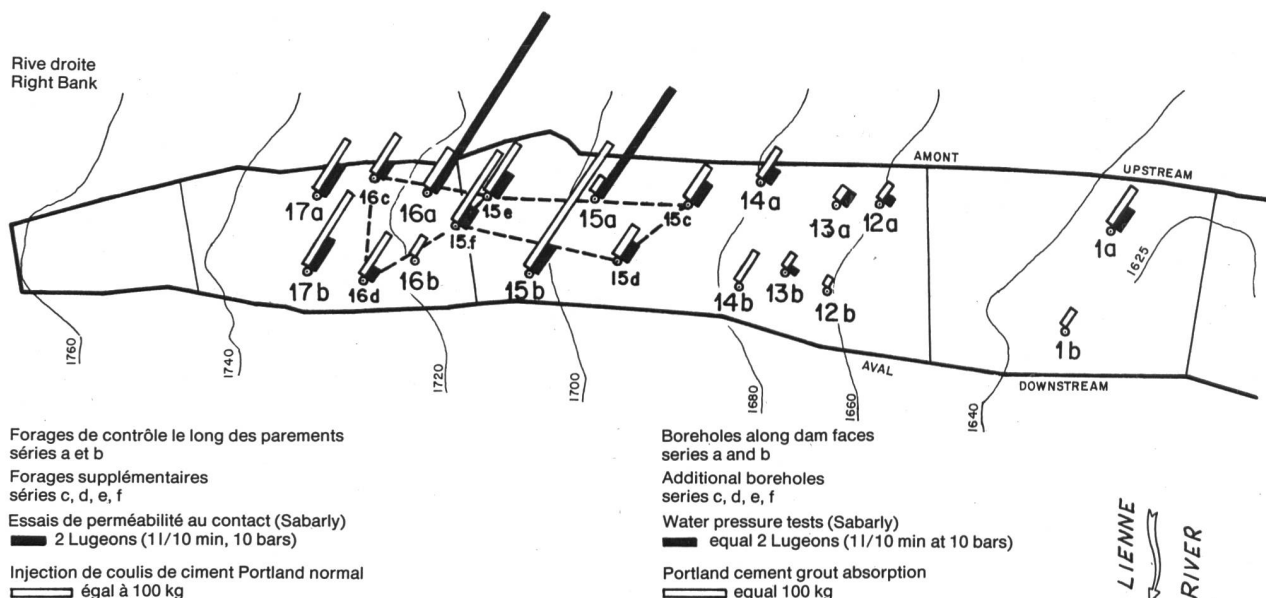 Rive droite
Right Bank
AMONT
UPSTREAM
17a
16c
16a
15e
15a
15c
14a
13a
12a
1a
15.f
17b
16d
16b
15b
15d
14b
13b
12b
1b
1625
AVAL
DOWNSTREAM
1760
1740
1720
1700
1680
1660
1640
Forages de contrôle le long des parements
séries a et b
Forages supplémentaires
séries c, d, e, f
Essais de perméabilité au contact (Sabarly)
2 Lugeons (1 l/10 min, 10 bars)
Injection de coulis de ciment Portland normal
égal à 100 kg
Boreholes along dam faces
series a and b
Additional boreholes
series c, d, e, f
Water pressure tests (Sabarly)
equal 2 Lugeons (1 l/10 min at 10 bars)
Portland cement grout absorption
equal 100 kg
LIENNE
RIVER